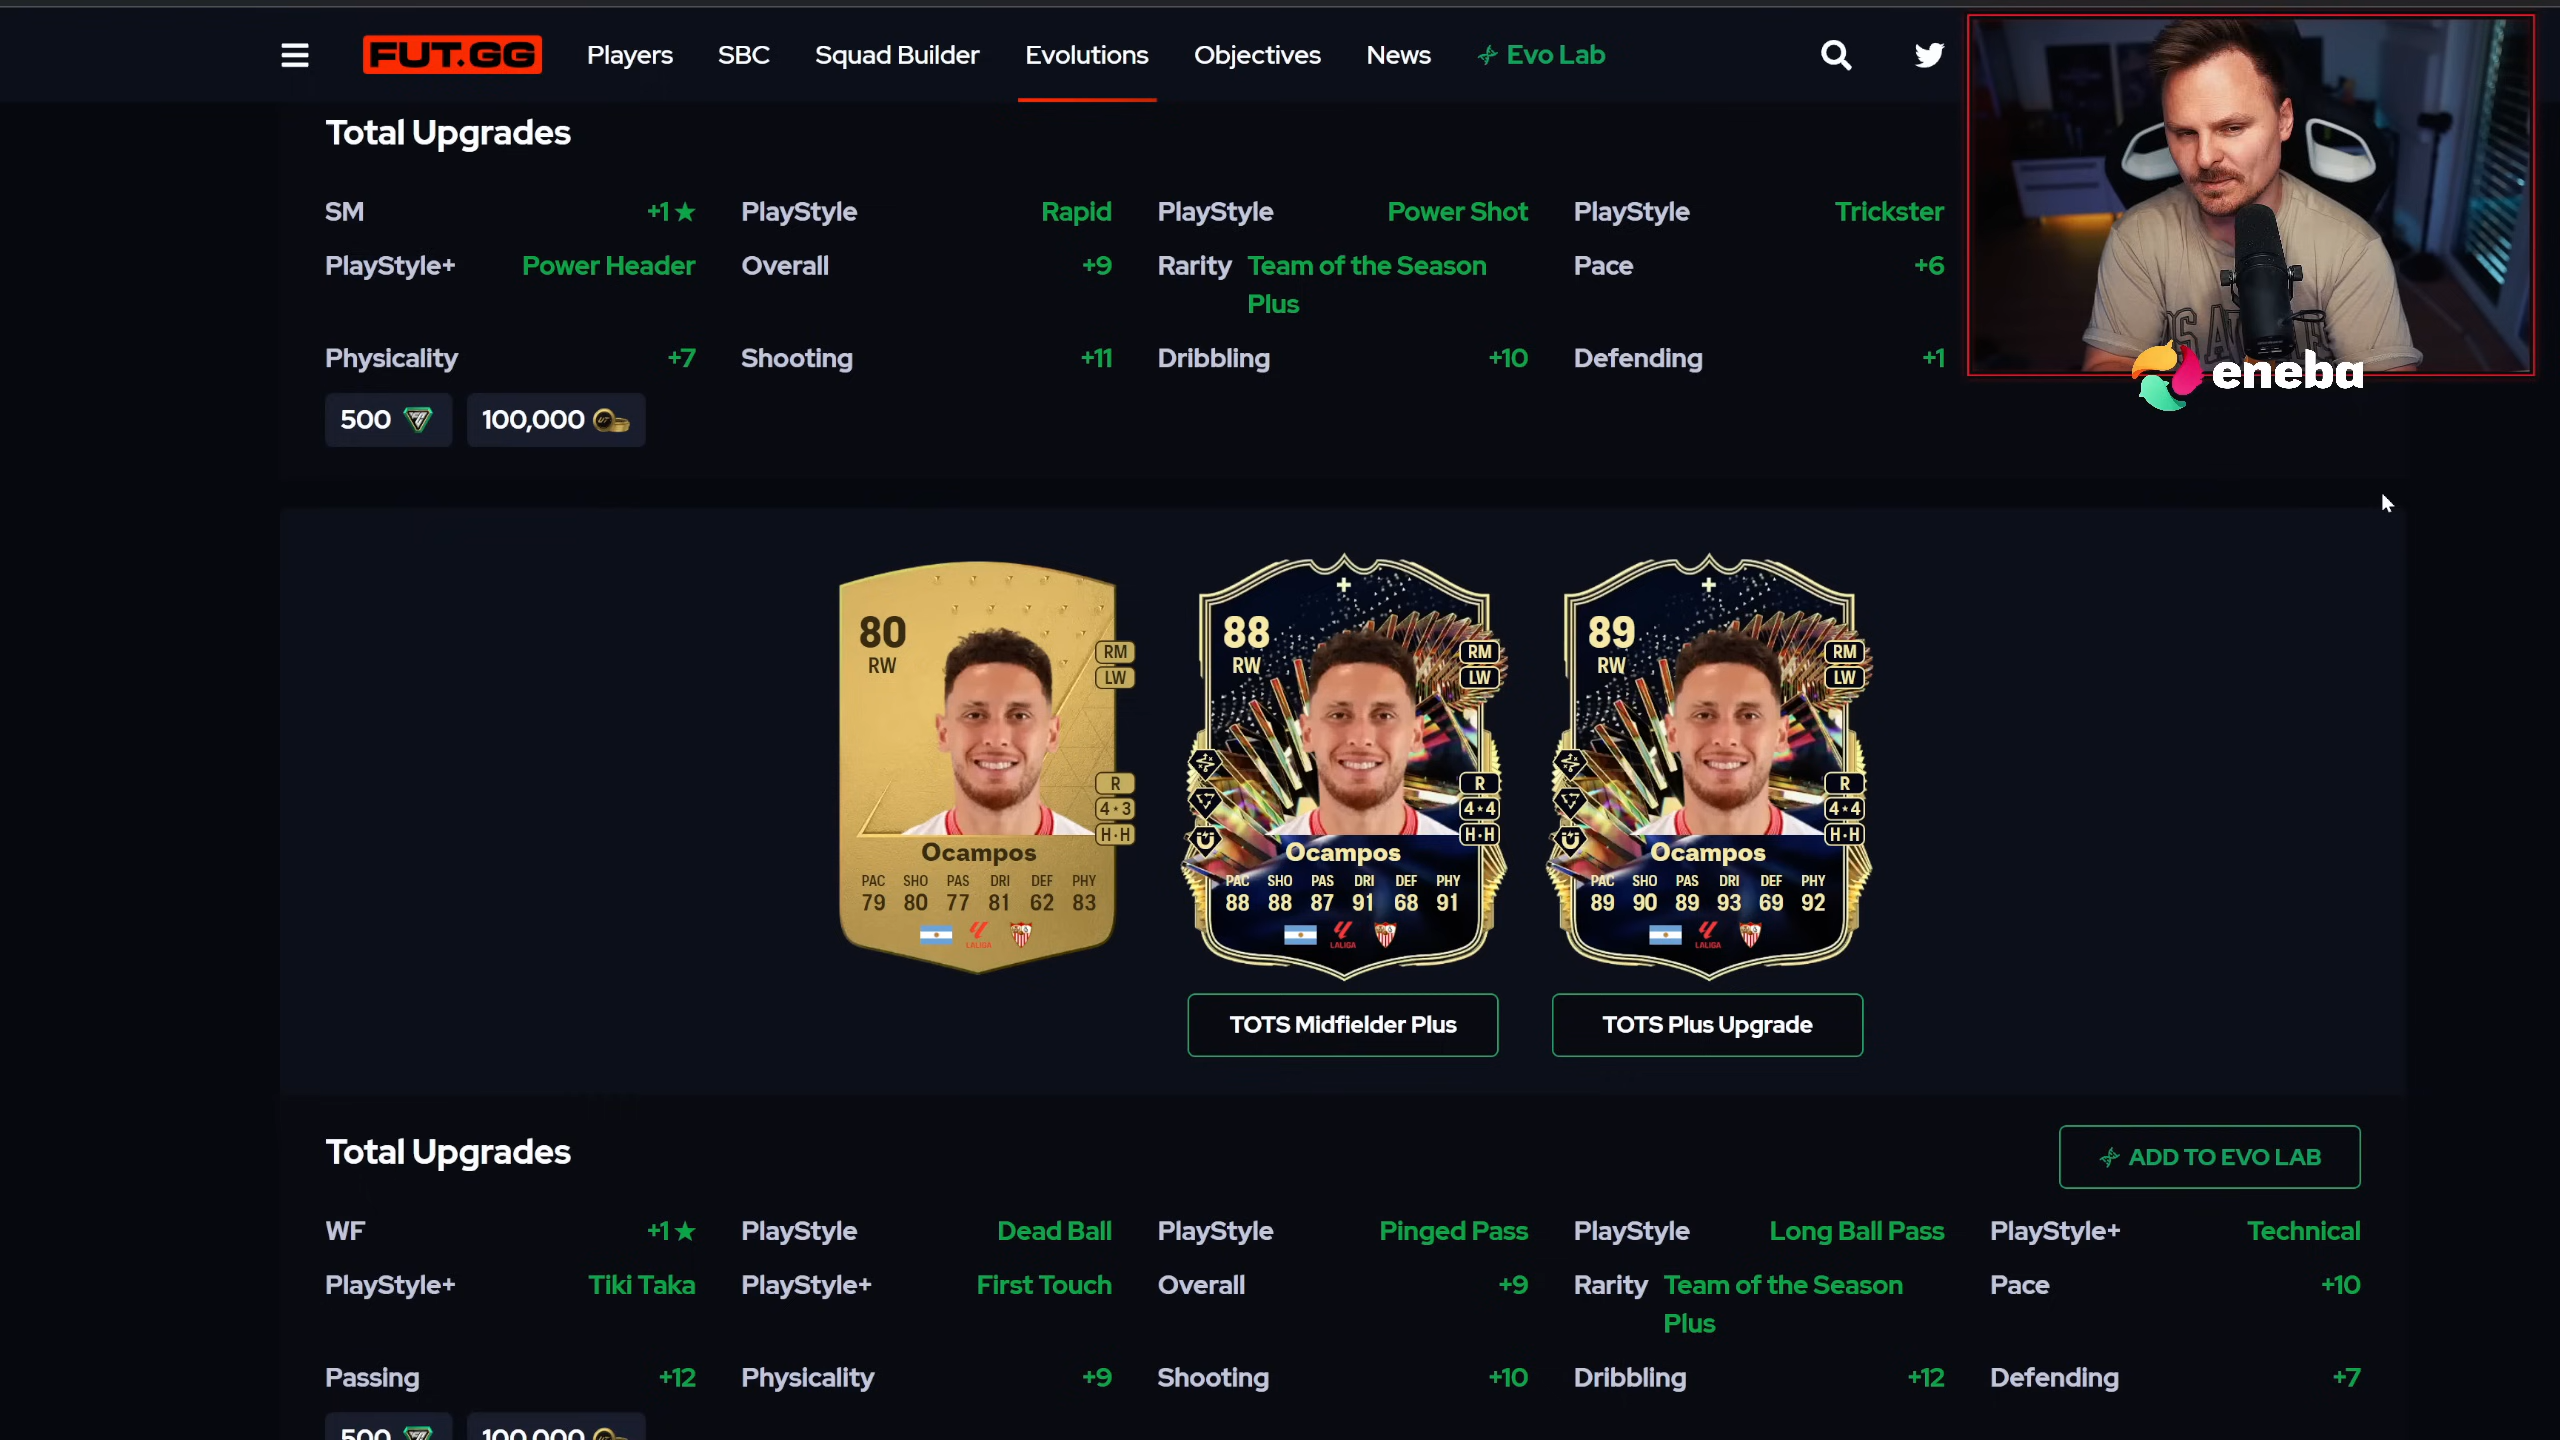 FUT.GG Players SBC Squad Builder Evolutions Objectives News Evo Lab
Total Upgrades
SM +1★ PlayStyle Rapid PlayStyle Power Shot PlayStyle Trickster
PlayStyle+ Power Header Overall +9 Rarity Team of the Season Pace +6
Plus
Physicality +7 Shooting +11 Dribbling +10 Defending +1
eneba
500 100,000
80
RW
RM
LW
R
4★3
H·H
Ocampos
PAC SHO PAS DRI DEF PHY
79 80 77 81 62 83
LALIGA
88
RW
RM
LW
R
4★4
H·H
Ocampos
PAC SHO PAS DRI DEF PHY
88 88 87 91 68 91
LALIGA
TOTS Midfielder Plus
89
RW
RM
LW
R
4★4
H·H
Ocampos
PAC SHO PAS DRI DEF PHY
89 90 89 93 69 92
LALIGA
TOTS Plus Upgrade
Total Upgrades
ADD TO EVO LAB
WF +1★ PlayStyle Dead Ball PlayStyle Pinged Pass PlayStyle Long Ball Pass PlayStyle+ Technical
PlayStyle+ Tiki Taka PlayStyle+ First Touch Overall +9 Rarity Team of the Season Pace +10
Plus
Passing +12 Physicality +9 Shooting +10 Dribbling +12 Defending +7
500 100,000